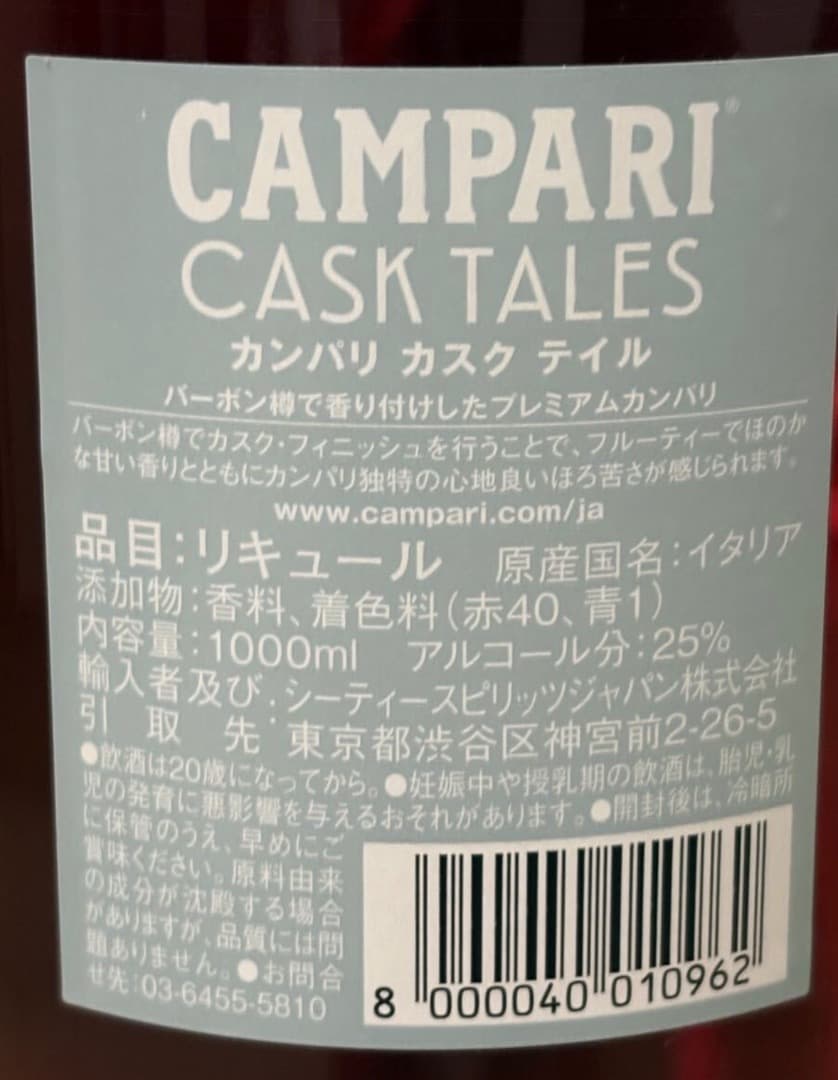 CAMPARI®
CASK TALES
カンパリ カスク テイル
バーボン樽で香り付けしたプレミアムカンパリ
バーボン樽でカスク・フィニッシュを行うことで、フルーティーでほのか
な甘い香りとともにカンパリ独特の心地良いほろ苦さが感じられます。
www.campari.com/ja
品目:リキュール 原産国名:イタリア
添加物:香料、着色料(赤40、青1)
内容量:1000ml アルコール分:25%
輸入者及び:シーティースピリッツジャパン株式会社
引取先:東京都渋谷区神宮前2-26-5
●飲酒は20歳になってから。●妊娠中や授乳期の飲酒は、胎児・乳
児の発育に悪影響を与えるおそれがあります。●開封後は、冷暗所
に保管のうえ、早めにご
賞味ください。原料由来
の成分が沈殿する場合
がありますが、品質には問
題ありません。●お問合
せ先:03-6455-5810
8 000040 010962